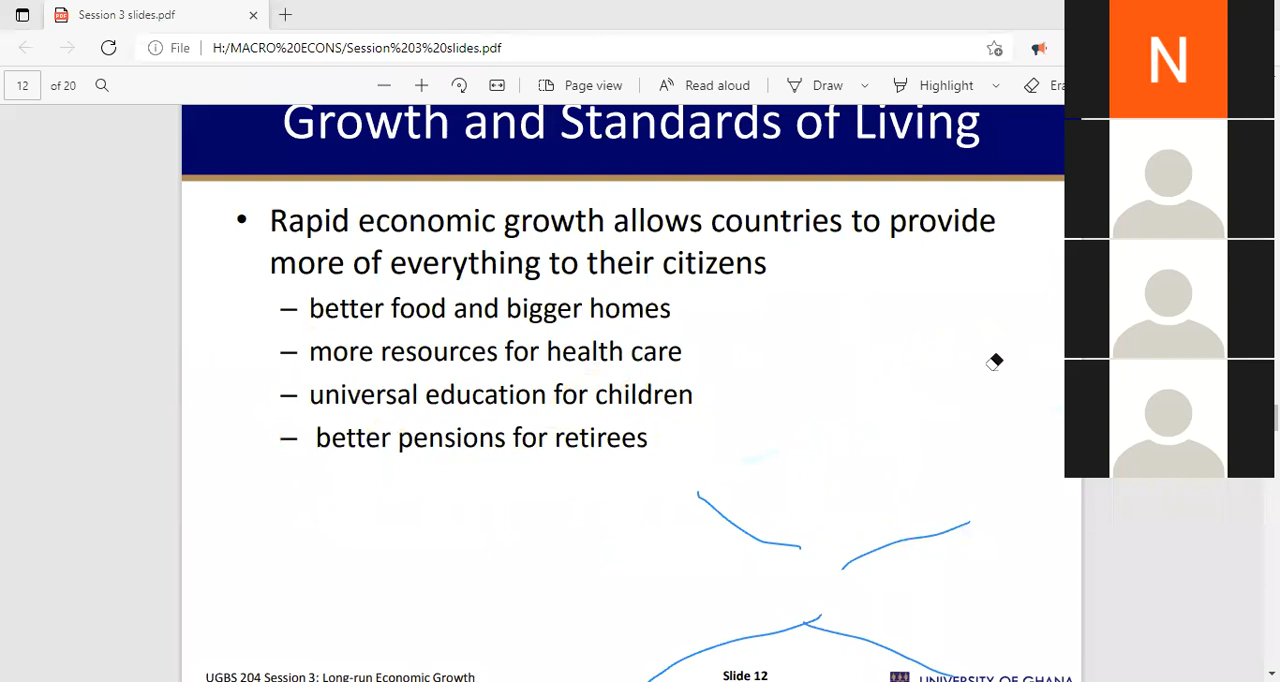 Session 3 slides.pdf
File H:/MACRO%20ECONS/Session%203%20slides.pdf
12 of 20 Page view Read aloud Draw Highlight Era
N
Growth and Standards of Living
• Rapid economic growth allows countries to provide
more of everything to their citizens
– better food and bigger homes
– more resources for health care
– universal education for children
– better pensions for retirees
UGBS 204 Session 3: Long-run Economic Growth Slide 12 UNIVERSITY OF GHANA